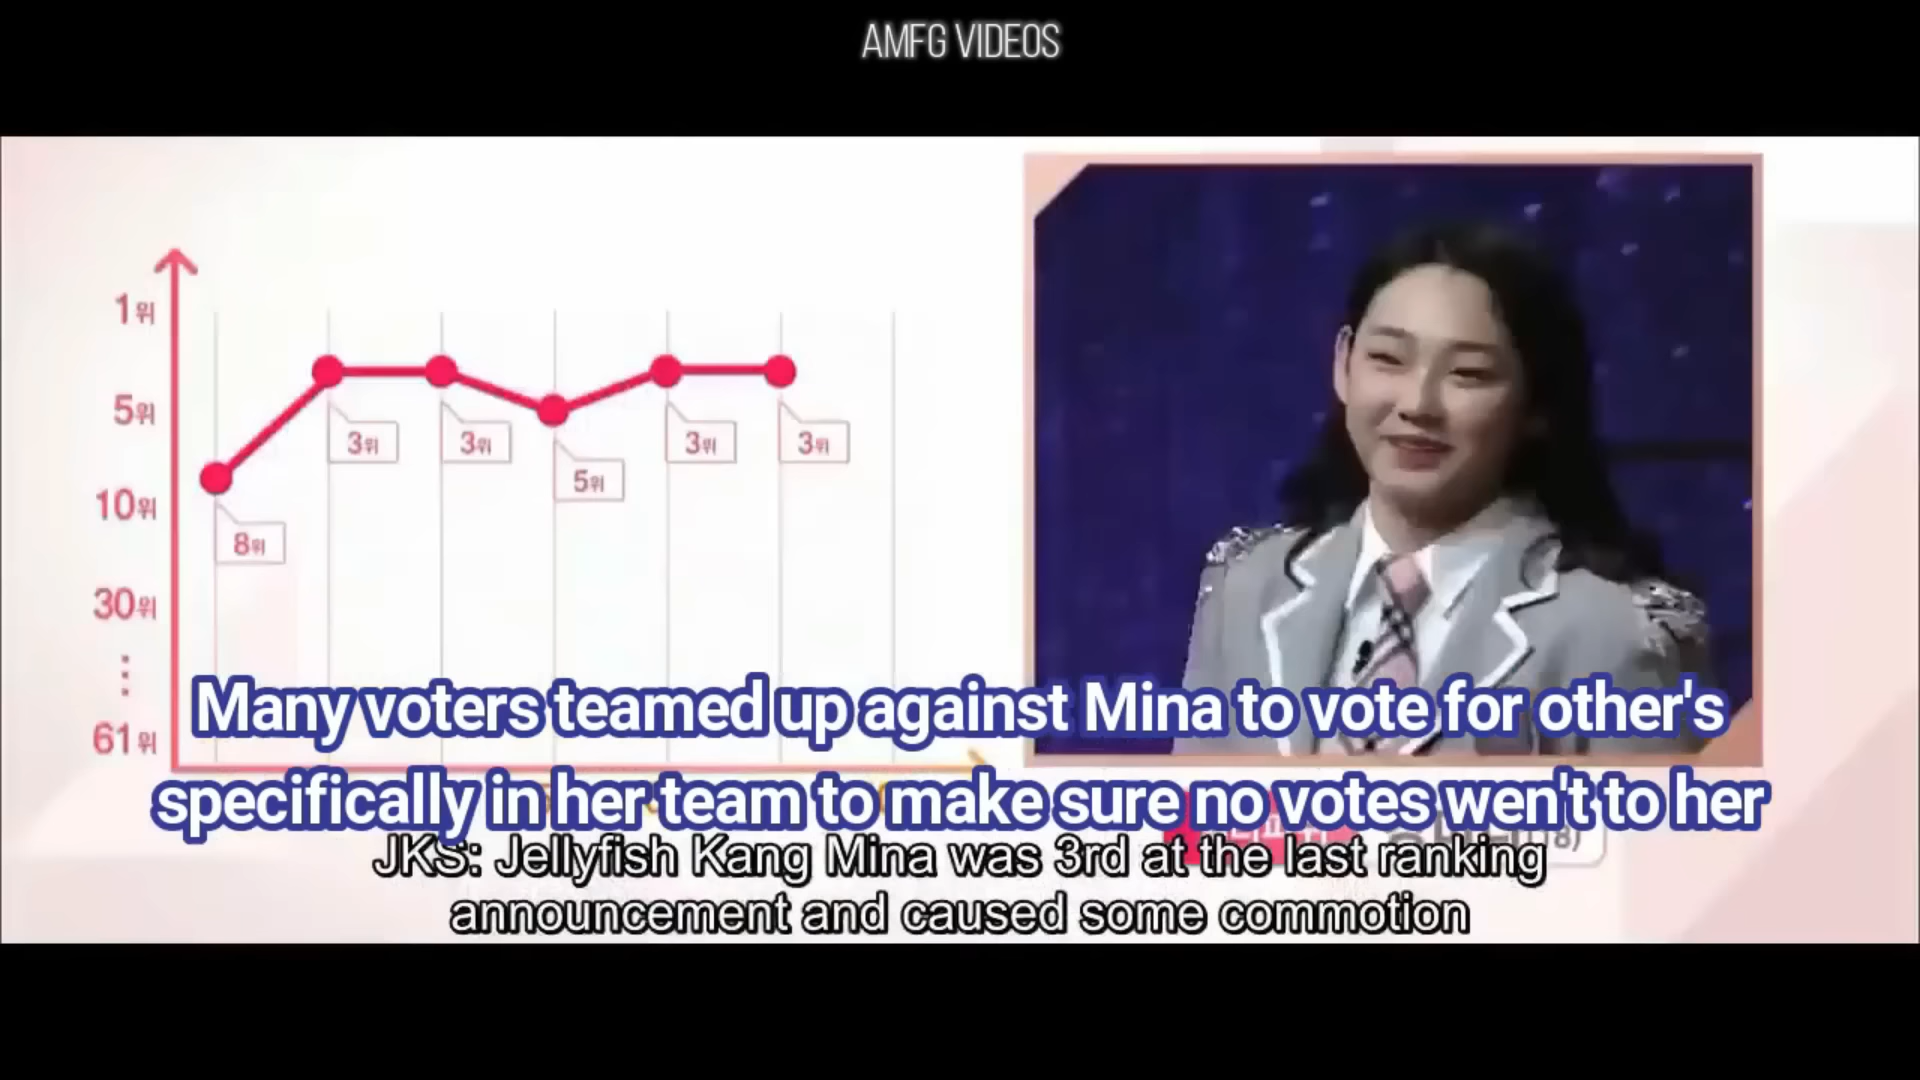 AMFG VIDEOS
1위
5위
10위
30위
61위
8위
3위
3위
5위
3위
3위
Many voters teamed up against Mina to vote for other's
specifically in her team to make sure no votes wen't to her
JKS: Jellyfish Kang Mina was 3rd at the last ranking
announcement and caused some commotion